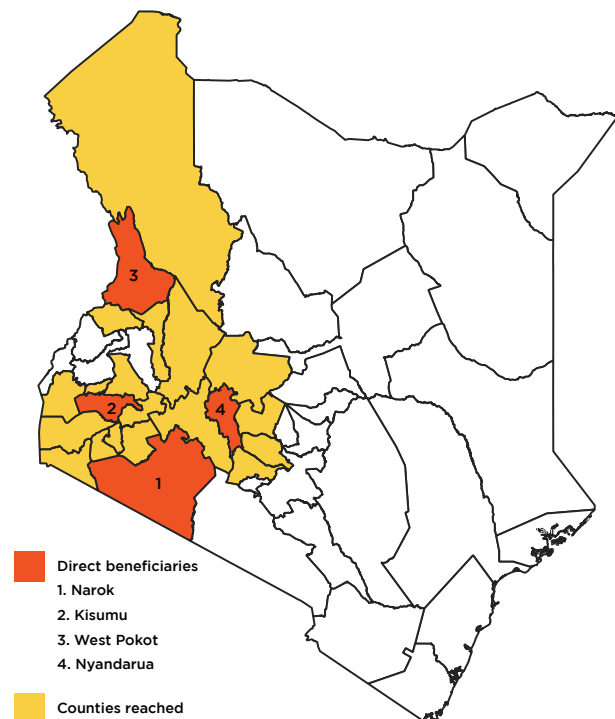 3
2
4
1
Direct beneficiaries
1. Narok
2. Kisumu
3. West Pokot
4. Nyandarua
Counties reached